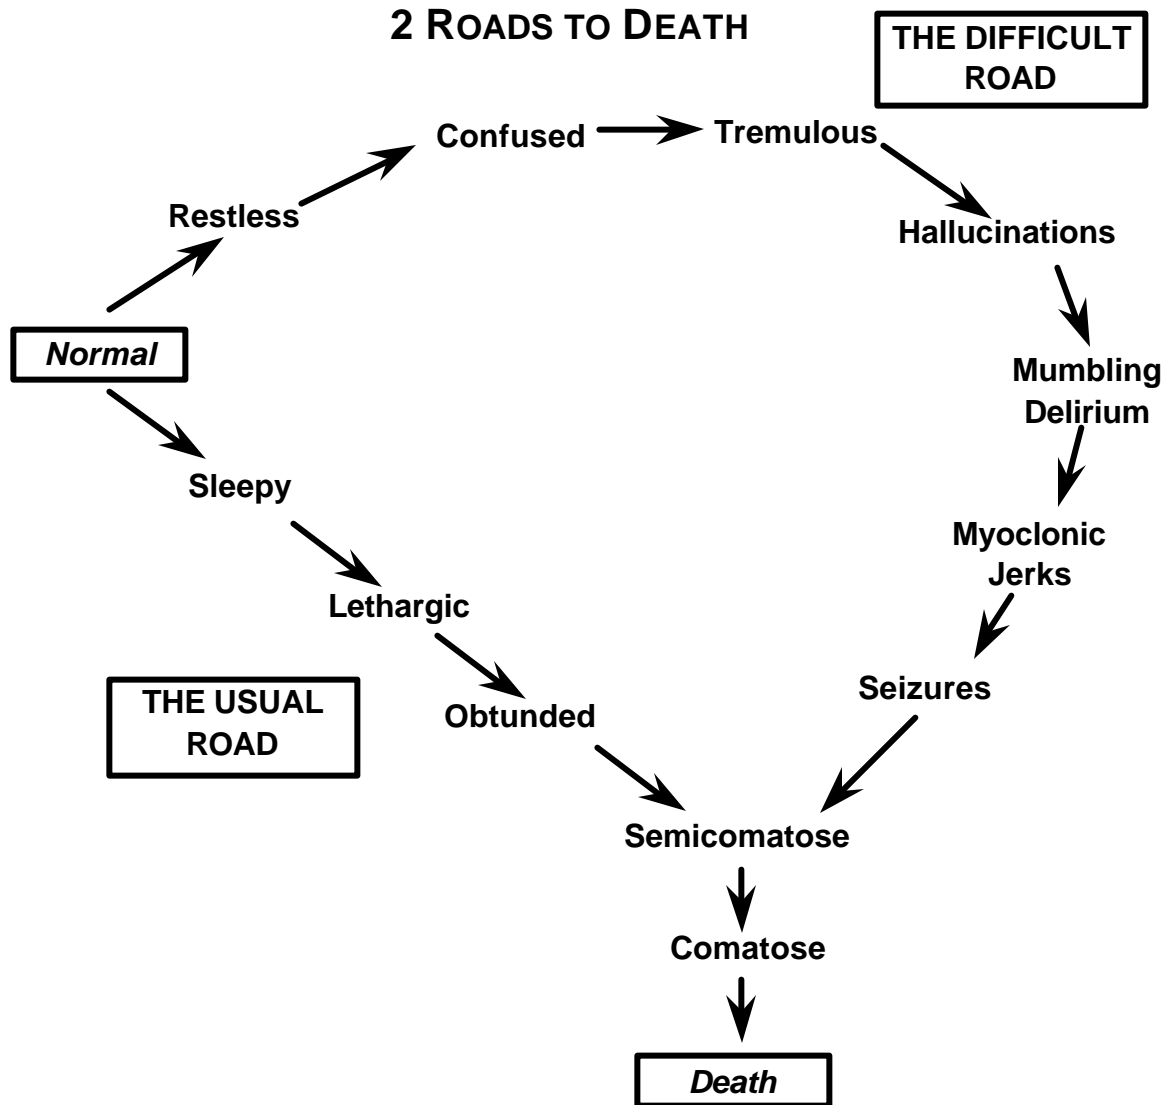 2 ROADS TO DEATH
THE DIFFICULT
ROAD
Confused
Tremulous
Restless
Hallucinations
Normal
Mumbling
Delirium
Sleepy
Myoclonic
Jerks
Lethargic
THE USUAL
ROAD
Seizures
Obtunded
Semicomatose
Comatose
Death